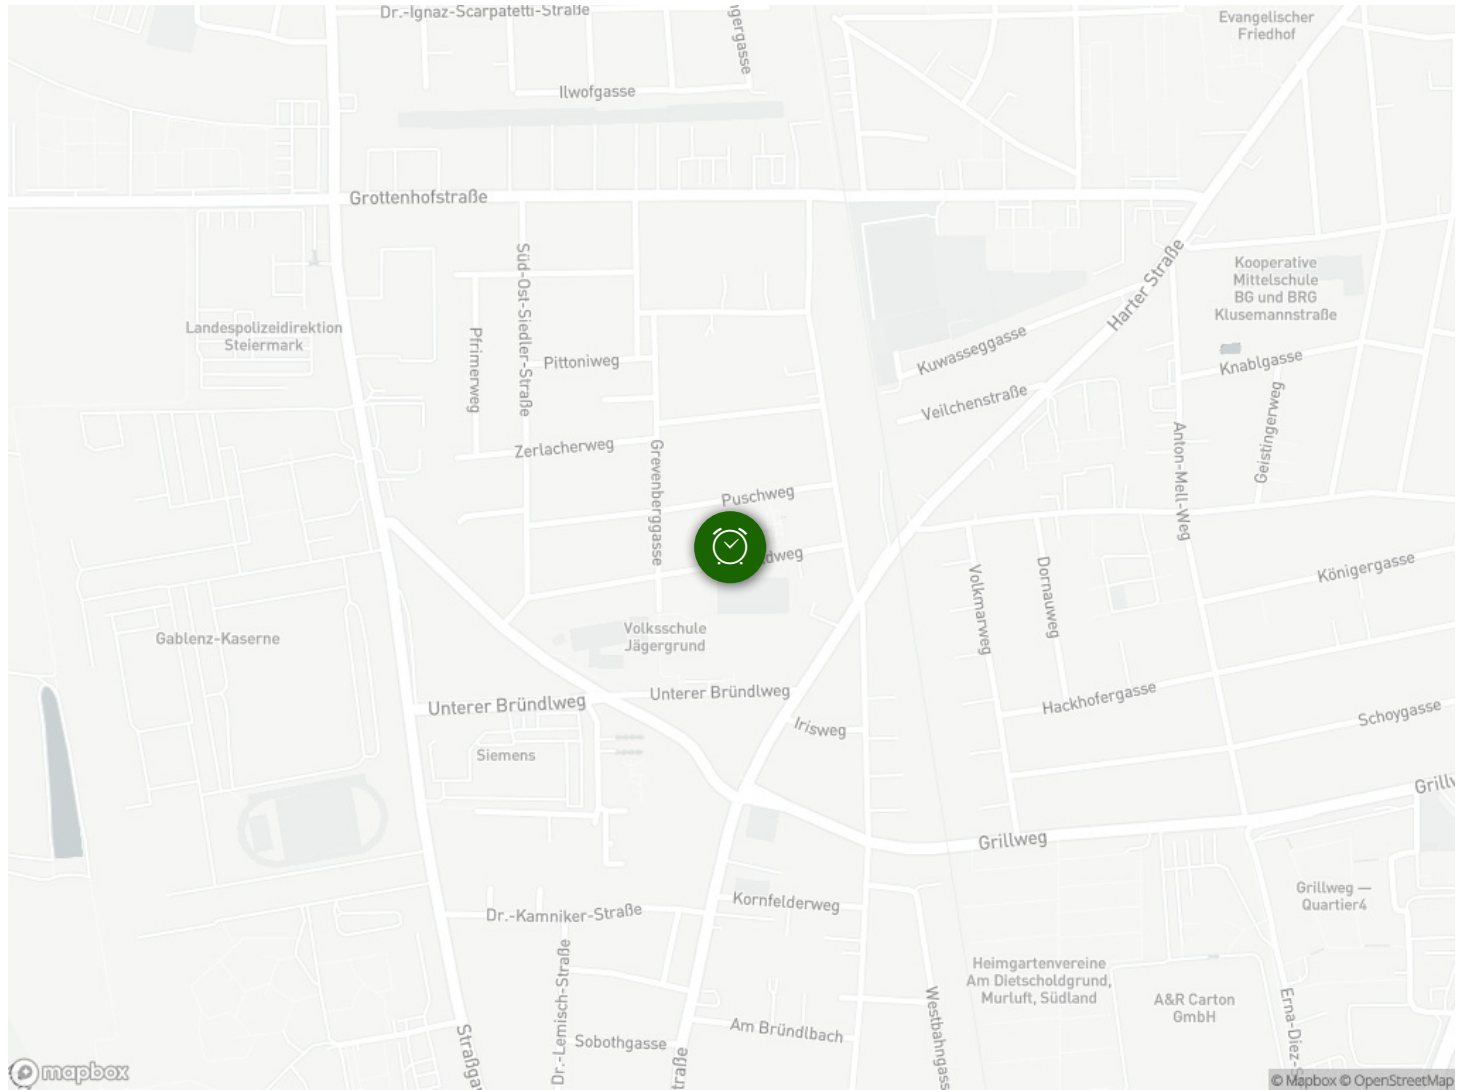 Dr.-Ignaz-Scarpatetti-Straße
Evangelischer
Friedhof
Ilwofgasse
Grottenhofstraße
Süd-Ost-Siedler-Straße
Harter Straße
Kooperative
Mittelschule
BG und BRG
Klusemannstraße
Landespolizeidirektion
Steiermark
Pfrimerweg
Pittoniweg
Kuwasseggasse
Knablgasse
Veilchenstraße
Geistingerweg
Anton-Mell-Weg
Zerlacherweg
Grevenberggasse
Puschweg
Volkmarweg
Dornauweg
Königergasse
Gablenz-Kaserne
Volksschule
Jägergrund
Unterer Bründlweg
Unterer Bründlweg
Hackhofergasse
Irisweg
Schoygasse
Siemens
Grillweg
Grillweg —
Quartier4
Kornfelderweg
Dr.-Kamniker-Straße
Dr.-Lemisch-Straße
Heimgartenvereine
Am Dietscholdgrund,
Murluft, Südland
A&R Carton
GmbH
Westbahngasse
Am Bründlbach
Sobothgasse
mapbox
© Mapbox © OpenStreetMap